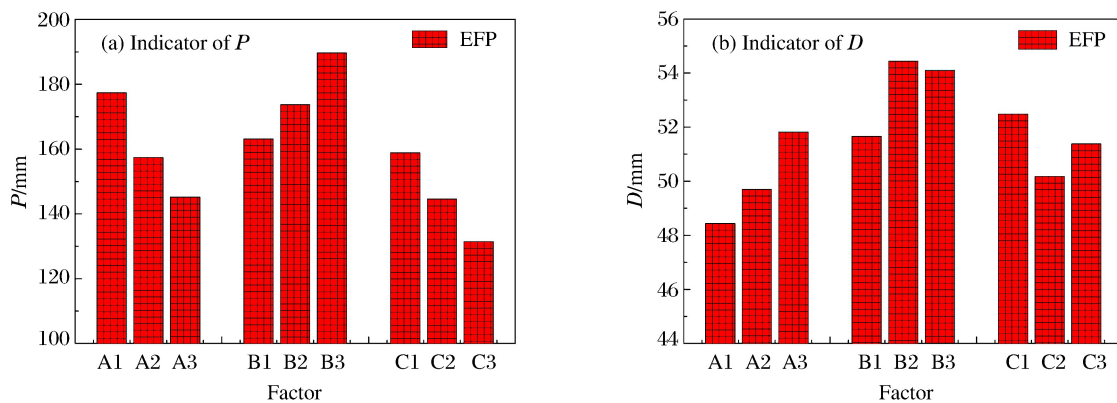 200
180
160
140
120
100
P/mm
(a) Indicator of P
EFP
A1 A2 A3 B1 B2 B3 C1 C2 C3
Factor
56
54
52
50
48
46
44
D/mm
(b) Indicator of D
EFP
A1 A2 A3 B1 B2 B3 C1 C2 C3
Factor